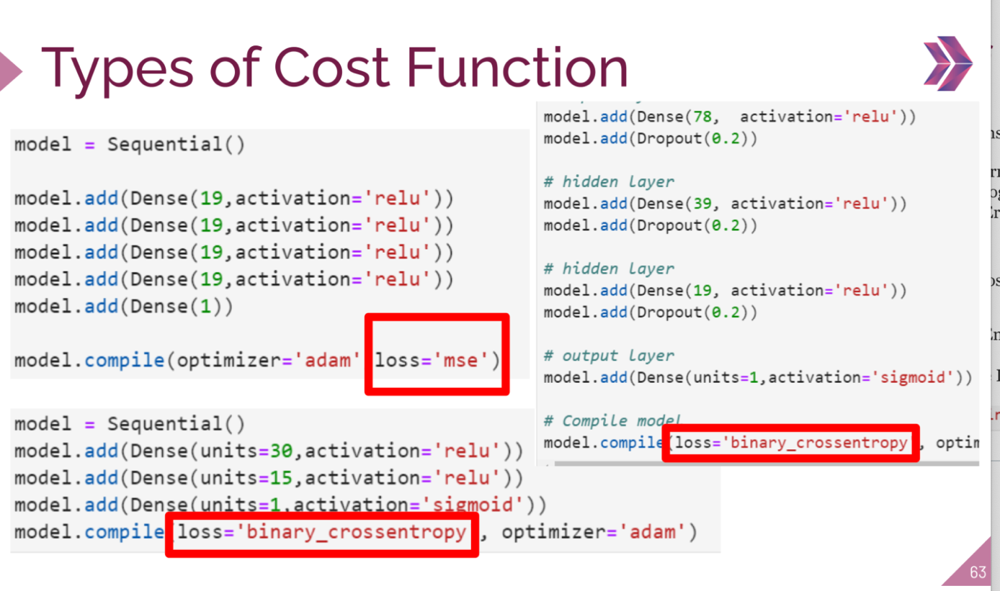 Types of Cost Function
model = Sequential()
model.add(Dense(19,activation='relu'))
model.add(Dense(19,activation='relu'))
model.add(Dense(19,activation='relu'))
model.add(Dense(19,activation='relu'))
model.add(Dense(1))
model.compile(optimizer='adam' loss='mse')
model = Sequential()
model.add(Dense(units=30,activation='relu'))
model.add(Dense(units=15,activation='relu'))
model.add(Dense(units=1,activation='sigmoid'))
model.compile(loss='binary_crossentropy , optimizer='adam')
model.add(Dense(78, activation='relu'))
model.add(Dropout(0.2))
# hidden layer
model.add(Dense(39, activation='relu'))
model.add(Dropout(0.2))
# hidden layer
model.add(Dense(19, activation='relu'))
model.add(Dropout(0.2))
# output layer
model.add(Dense(units=1,activation='sigmoid'))
# Compile model
model.compile(loss='binary_crossentropy , optim
63